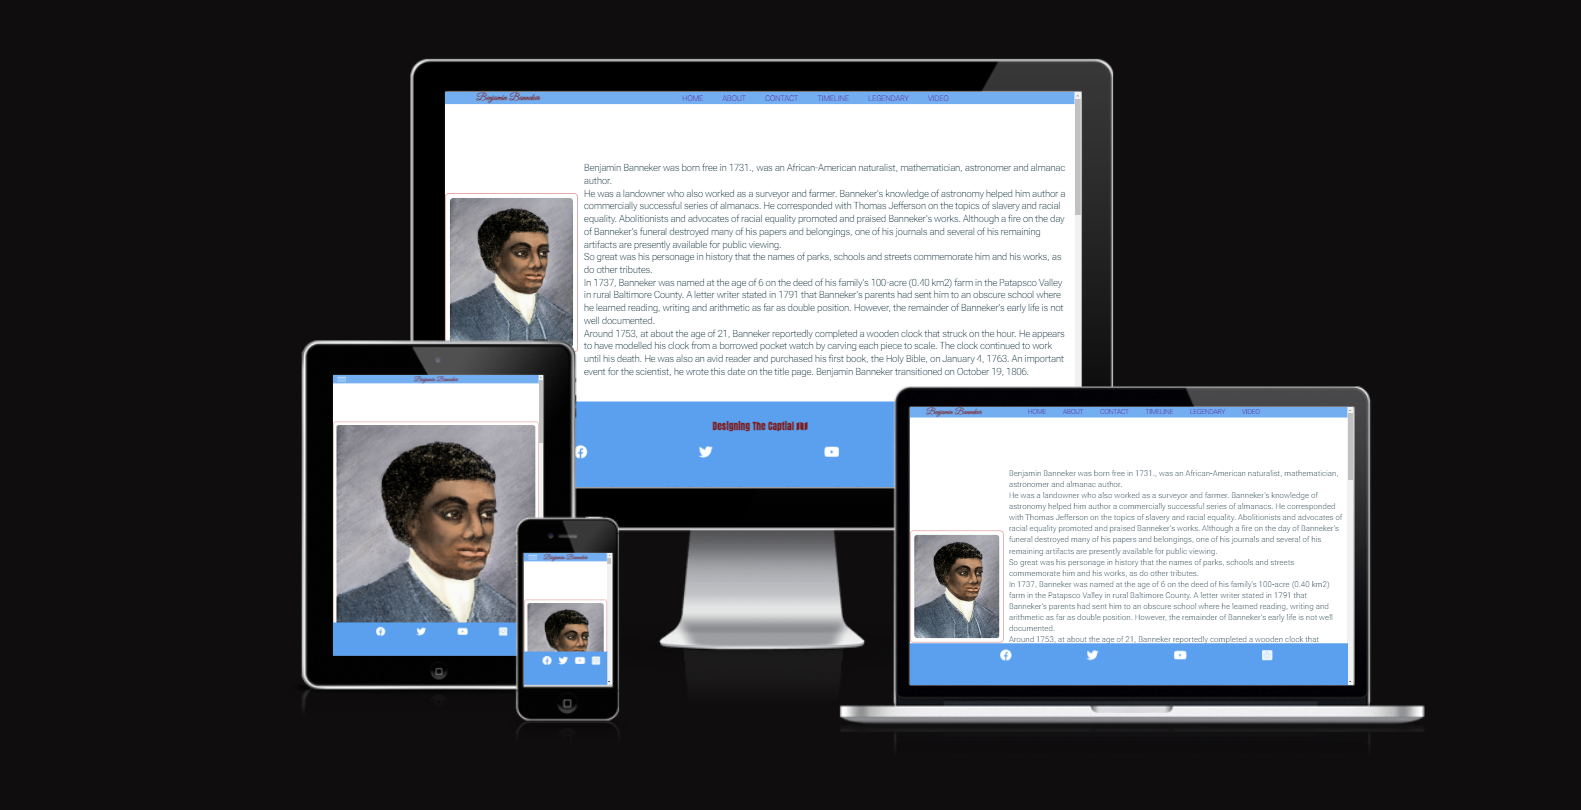 Benjamin Banneker
HOME ABOUT CONTACT TIMELINE LEGENDARY VIDEO
Benjamin Banneker was born free in 1731., was an African-American naturalist, mathematician, astronomer and almanac
author.
He was a landowner who also worked as a surveyor and farmer. Banneker's knowledge of astronomy helped him author a
commercially successful series of almanacs. He corresponded with Thomas Jefferson on the topics of slavery and racial
equality. Abolitionists and advocates of racial equality promoted and praised Banneker's works. Although a fire on the day
of Banneker's funeral destroyed many of his papers and belongings, one of his journals and several of his remaining
artifacts are presently available for public viewing.
So great was his personage in history that the names of parks, schools and streets commemorate him and his works, as
do other tributes.
In 1737, Banneker was named at the age of 6 on the deed of his family's 100-acre (0.40 km2) farm in the Patapsco Valley
in rural Baltimore County. A letter writer stated in 1791 that Banneker's parents had sent him to an obscure school where
he learned reading, writing and arithmetic as far as double position. However, the remainder of Banneker's early life is not
well documented.
Around 1753, at about the age of 21, Banneker reportedly completed a wooden clock that struck on the hour. He appears
to have modelled his clock from a borrowed pocket watch by carving each piece to scale. The clock continued to work
until his death. He was also an avid reader and purchased his first book, the Holy Bible, on January 4, 1763. An important
event for the scientist, he wrote this date on the title page. Benjamin Banneker transitioned on October 19, 1806.
Designing The Captial
Benjamin Banneker
Benjamin Banneker
Benjamin Banneker
HOME ABOUT CONTACT TIMELINE LEGENDARY VIDEO
Benjamin Banneker was born free in 1731., was an African-American naturalist, mathematician,
astronomer and almanac author.
He was a landowner who also worked as a surveyor and farmer. Banneker's knowledge of
astronomy helped him author a commercially successful series of almanacs. He corresponded
with Thomas Jefferson on the topics of slavery and racial equality. Abolitionists and advocates of
racial equality promoted and praised Banneker's works. Although a fire on the day of Banneker's
funeral destroyed many of his papers and belongings, one of his journals and several of his
remaining artifacts are presently available for public viewing.
So great was his personage in history that the names of parks, schools and streets
commemorate him and his works, as do other tributes.
In 1737, Banneker was named at the age of 6 on the deed of his family's 100-acre (0.40 km2)
farm in the Patapsco Valley in rural Baltimore County. A letter writer stated in 1791 that
Banneker's parents had sent him to an obscure school where he learned reading, writing and
arithmetic as far as double position. However, the remainder of Banneker's early life is not well
documented.
Around 1753, at about the age of 21, Banneker reportedly completed a wooden clock that